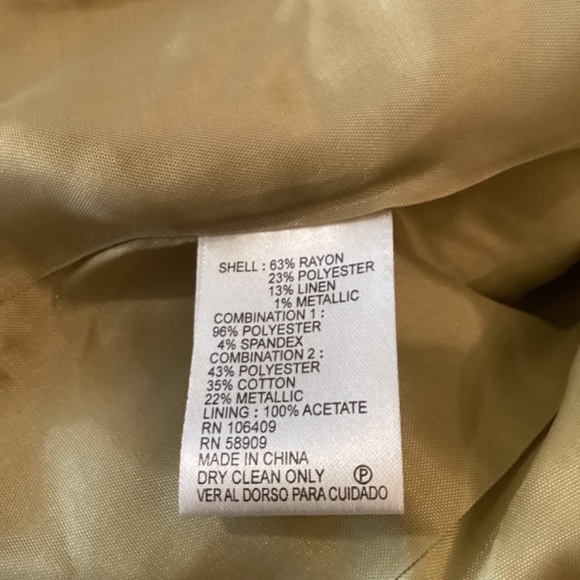 SHELL : 63% RAYON
23% POLYESTER
13% LINEN
1% METALLIC
COMBINATION 1 :
96% POLYESTER
4% SPANDEX
COMBINATION 2 :
43% POLYESTER
35% COTTON
22% METALLIC
LINING : 100% ACETATE
RN 106409
RN 58909
MADE IN CHINA
DRY CLEAN ONLY P
VER AL DORSO PARA CUIDADO